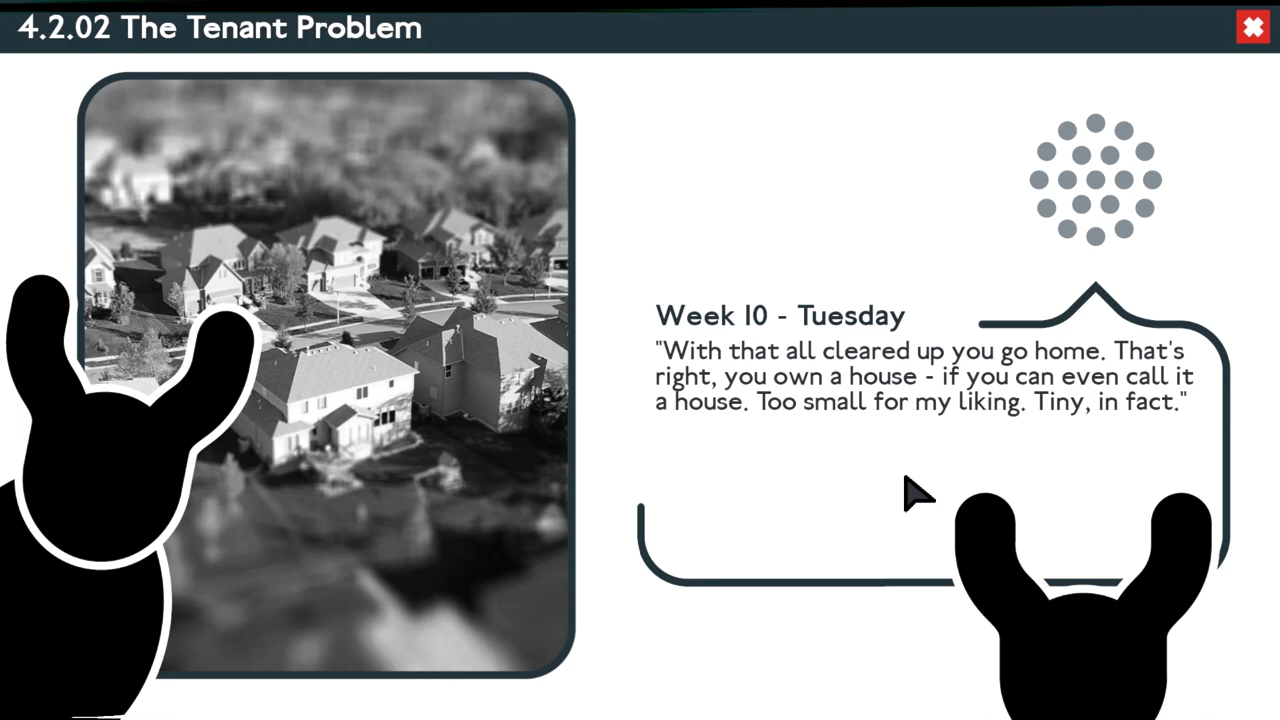 4.2.02 The Tenant Problem
Week 10 - Tuesday
"With that all cleared up you go home. That's
right, you own a house - if you can even call it
a house. Too small for my liking. Tiny, in fact."